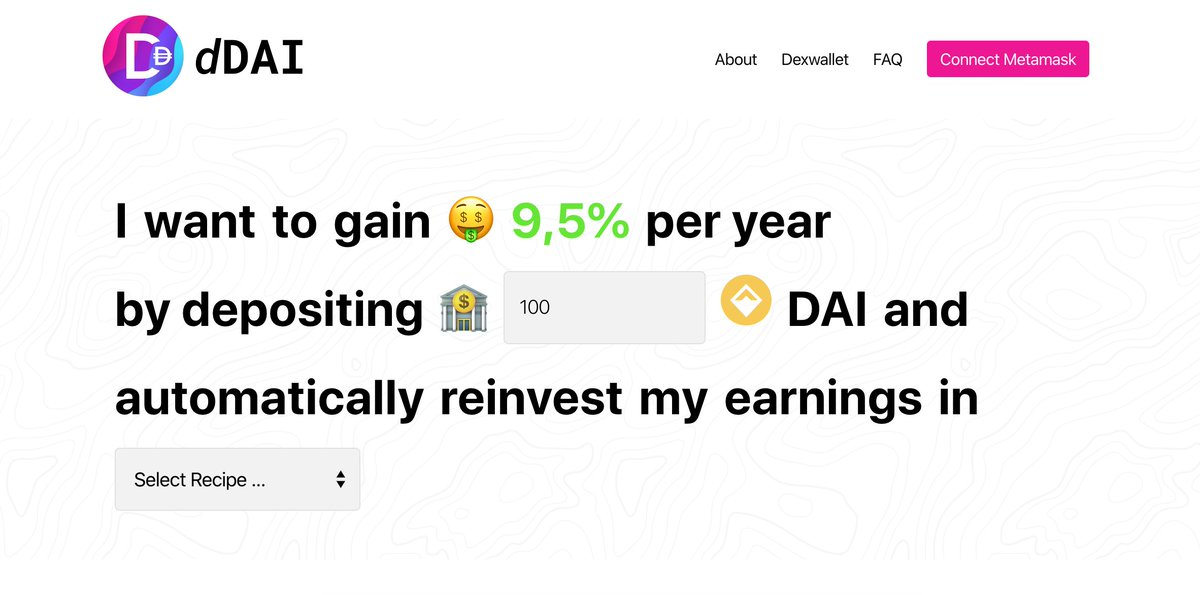 dDAI
About Dexwallet FAQ Connect Metamask
I want to gain 🤑 9,5% per year
by depositing 🏦 100 DAI and
automatically reinvest my earnings in
Select Recipe ...